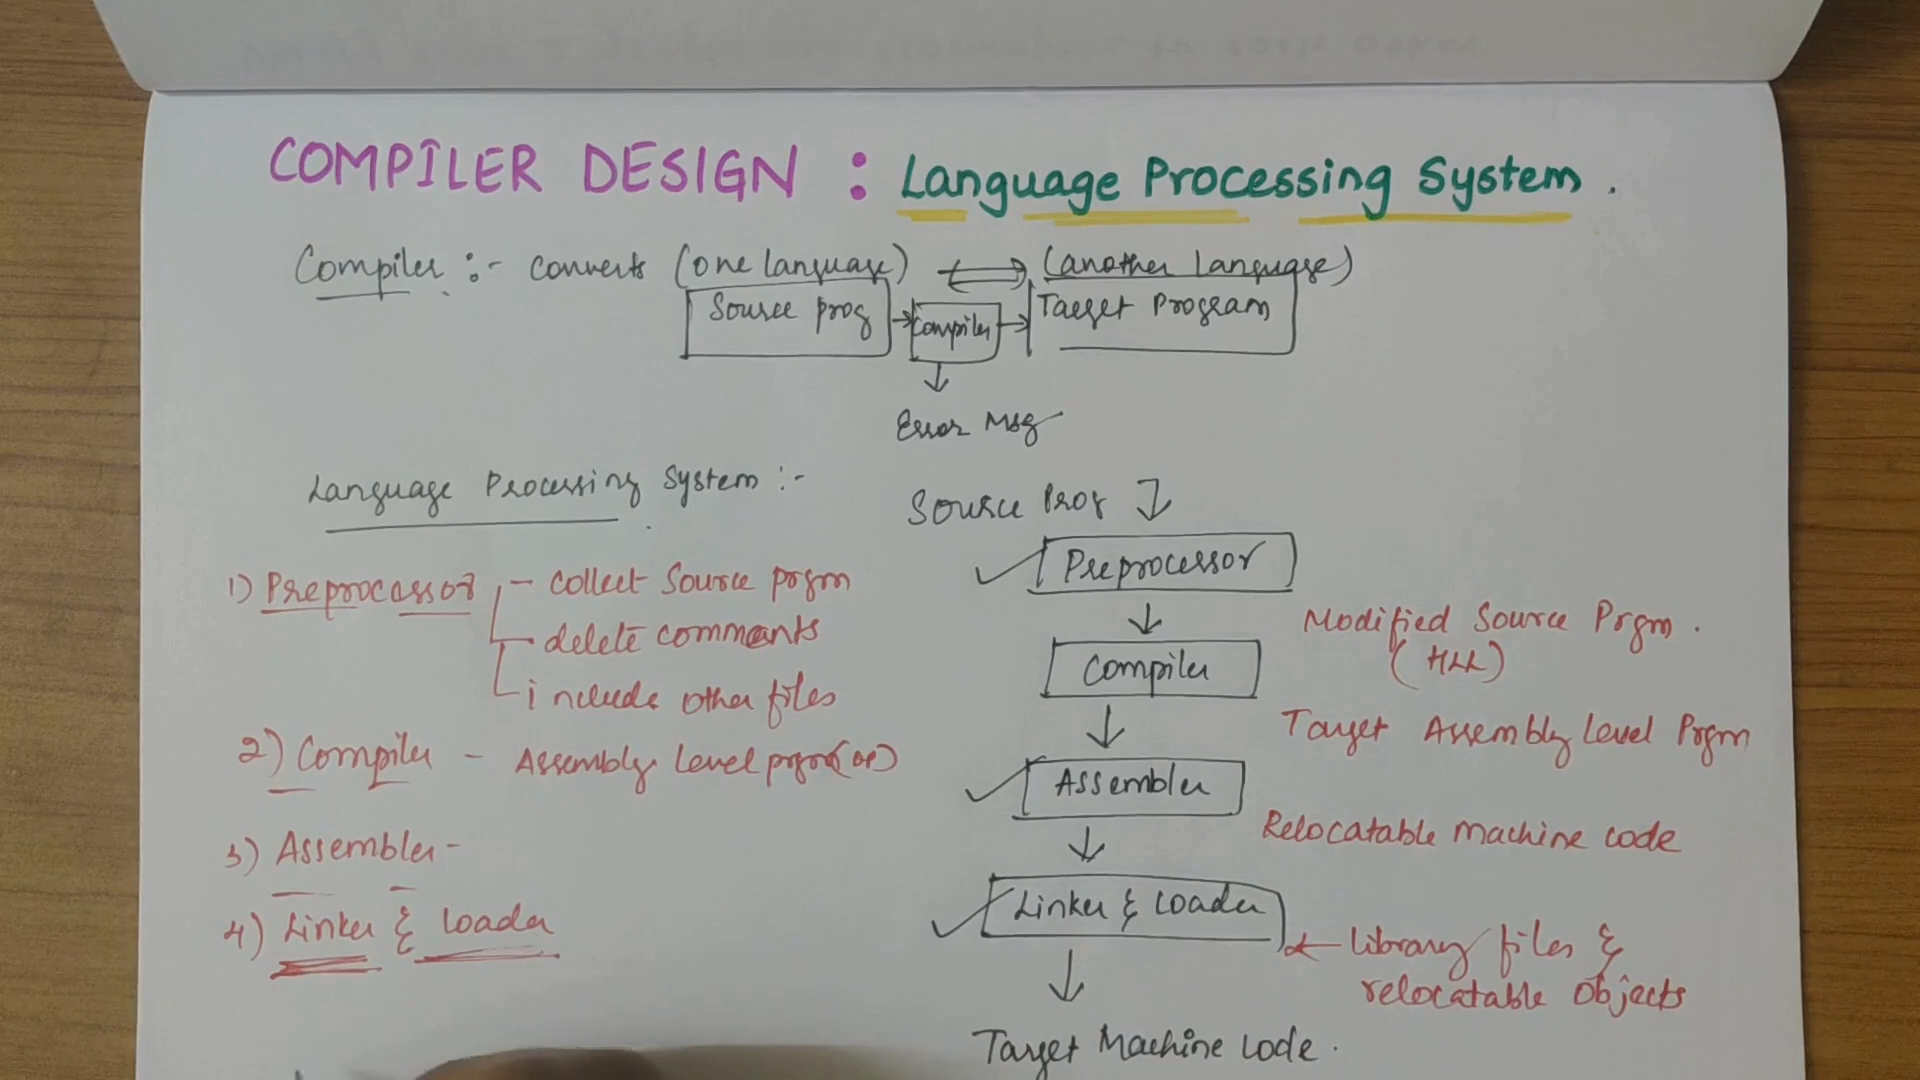 COMPILER DESIGN : Language Processing System .
Compiler :- converts (one language) (another language)
Source prog compiler Target Program
Error Msg
Language Processing System :-
Source Prog
1) Preprocessor - collect Source prgm
- delete comments
- include other files
2) Compiler - Assembly Level prgm(op)
3) Assembler -
4) Linker & Loader
Preprocessor
Modified Source Prgm .
(HLL)
Compiler
Target Assembly Level Prgm
Assembler
Relocatable machine code
Linker & Loader
Library files &
relocatable objects
Target Machine code .